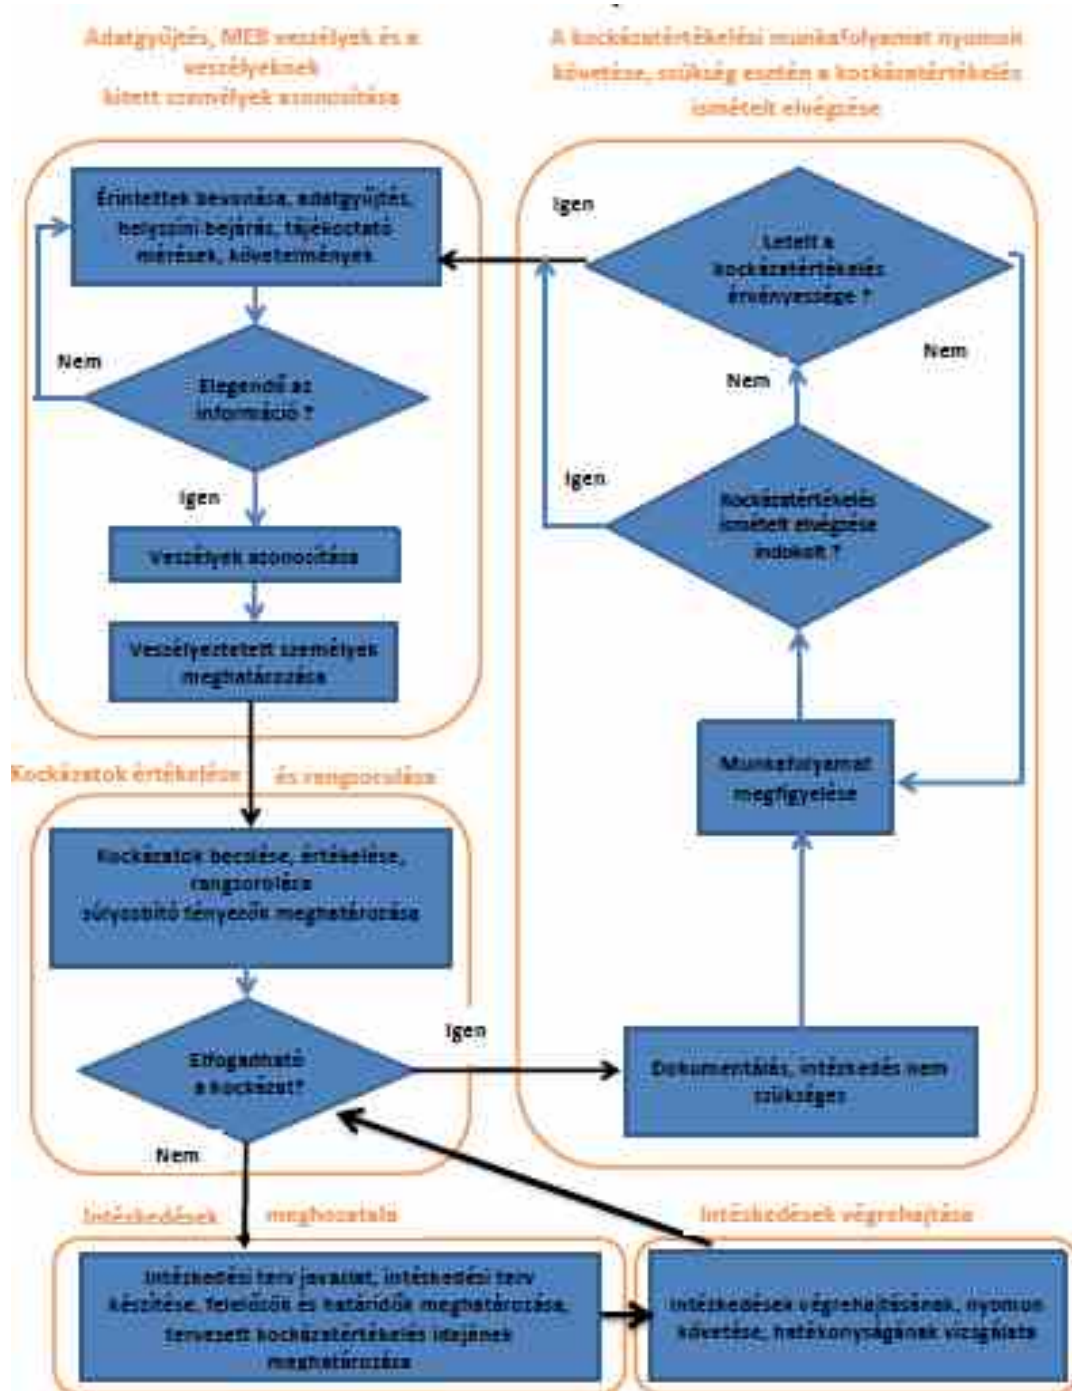 Adatgyűjtés, MEB veszélyek és a
veszélyeknek
kitett személyek azonosítása
Érintettek bevonása, adatgyűjtés,
helyszíni bejárás, tájékoztató
mérések, követelmények
Nem
Elegendő az
információ ?
Igen
Veszélyek azonosítása
Veszélyeztetett személyek
meghatározása
Kockázatok értékelése és rangsorolása
Kockázatok becslése, értékelése,
rangsorolása
súlyosbító tényezők meghatározása
Elfogadható
a kockázat?
Igen
Nem
Intézkedések meghozatala
Intézkedési terv javaslat, intézkedési terv
készítése, felelősök és határidők meghatározása,
tervezett kockázatértékelés idejének
meghatározása
A kockázatértékelési munkafolyamat nyomon
követése, szükség esetén a kockázatértékelés
ismételt elvégzése
Igen
Letelt a
kockázatértékelés
érvényessége ?
Nem
Nem
Igen
Kockázatértékelés
ismételt elvégzése
indokolt ?
Munkafolyamat
megfigyelése
Dokumentálás, intézkedés nem
szükséges
Intézkedések végrehajtása
Intézkedések végrehajtásának, nyomon
követése, hatékonyságának vizsgálata